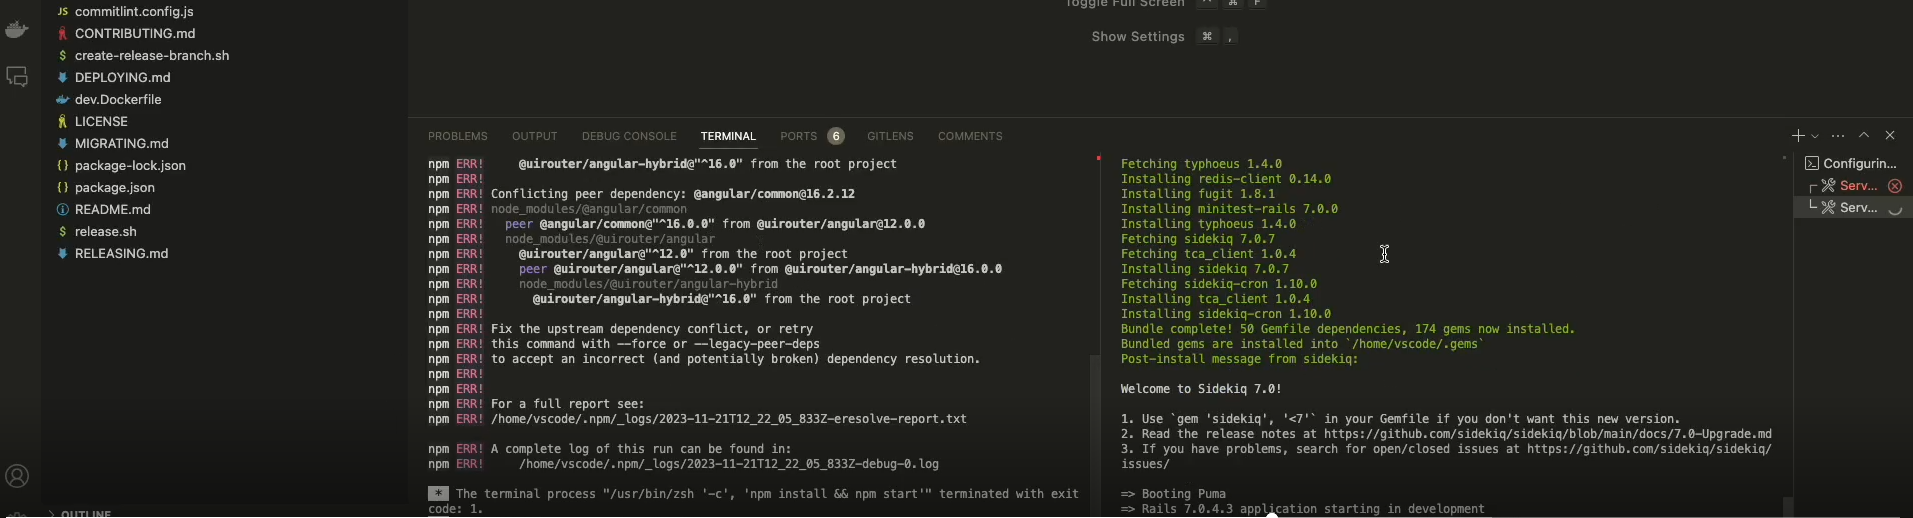 commitlint.config.js
CONTRIBUTING.md
create-release-branch.sh
DEPLOYING.md
dev.Dockerfile
LICENSE
MIGRATING.md
package-lock.json
package.json
README.md
release.sh
RELEASING.md
OUTLINE
Toggle Full Screen ^ ⌘ F
Show Settings ⌘ ,
PROBLEMS OUTPUT DEBUG CONSOLE TERMINAL PORTS 6 GITLENS COMMENTS
npm ERR! @uirouter/angular-hybrid@"^16.0" from the root project
npm ERR!
npm ERR! Conflicting peer dependency: @angular/common@16.2.12
npm ERR! node_modules/@angular/common
npm ERR! peer @angular/common@"^16.0.0" from @uirouter/angular@12.0.0
npm ERR! node_modules/@uirouter/angular
npm ERR! @uirouter/angular@"^12.0" from the root project
npm ERR! peer @uirouter/angular@"^12.0.0" from @uirouter/angular-hybrid@16.0.0
npm ERR! node_modules/@uirouter/angular-hybrid
npm ERR! @uirouter/angular-hybrid@"^16.0" from the root project
npm ERR!
npm ERR! Fix the upstream dependency conflict, or retry
npm ERR! this command with --force or --legacy-peer-deps
npm ERR! to accept an incorrect (and potentially broken) dependency resolution.
npm ERR!
npm ERR!
npm ERR! For a full report see:
npm ERR! /home/vscode/.npm/_logs/2023-11-21T12_22_05_833Z-eresolve-report.txt
npm ERR! A complete log of this run can be found in:
npm ERR! /home/vscode/.npm/_logs/2023-11-21T12_22_05_833Z-debug-0.log
* The terminal process "/usr/bin/zsh '-c', 'npm install && npm start'" terminated with exit
code: 1.
Fetching typhoeus 1.4.0
Installing redis-client 0.14.0
Installing fugit 1.8.1
Installing minitest-rails 7.0.0
Installing typhoeus 1.4.0
Fetching sidekiq 7.0.7
Fetching tca_client 1.0.4
Installing sidekiq 7.0.7
Fetching sidekiq-cron 1.10.0
Installing tca_client 1.0.4
Installing sidekiq-cron 1.10.0
Bundle complete! 50 Gemfile dependencies, 174 gems now installed.
Bundled gems are installed into `/home/vscode/.gems`
Post-install message from sidekiq:
Welcome to Sidekiq 7.0!
1. Use `gem 'sidekiq', '<7'` in your Gemfile if you don't want this new version.
2. Read the release notes at https://github.com/sidekiq/sidekiq/blob/main/docs/7.0-Upgrade.md
3. If you have problems, search for open/closed issues at https://github.com/sidekiq/sidekiq/
issues/
=> Booting Puma
=> Rails 7.0.4.3 application starting in development
Configurin...
Serv...
Serv...